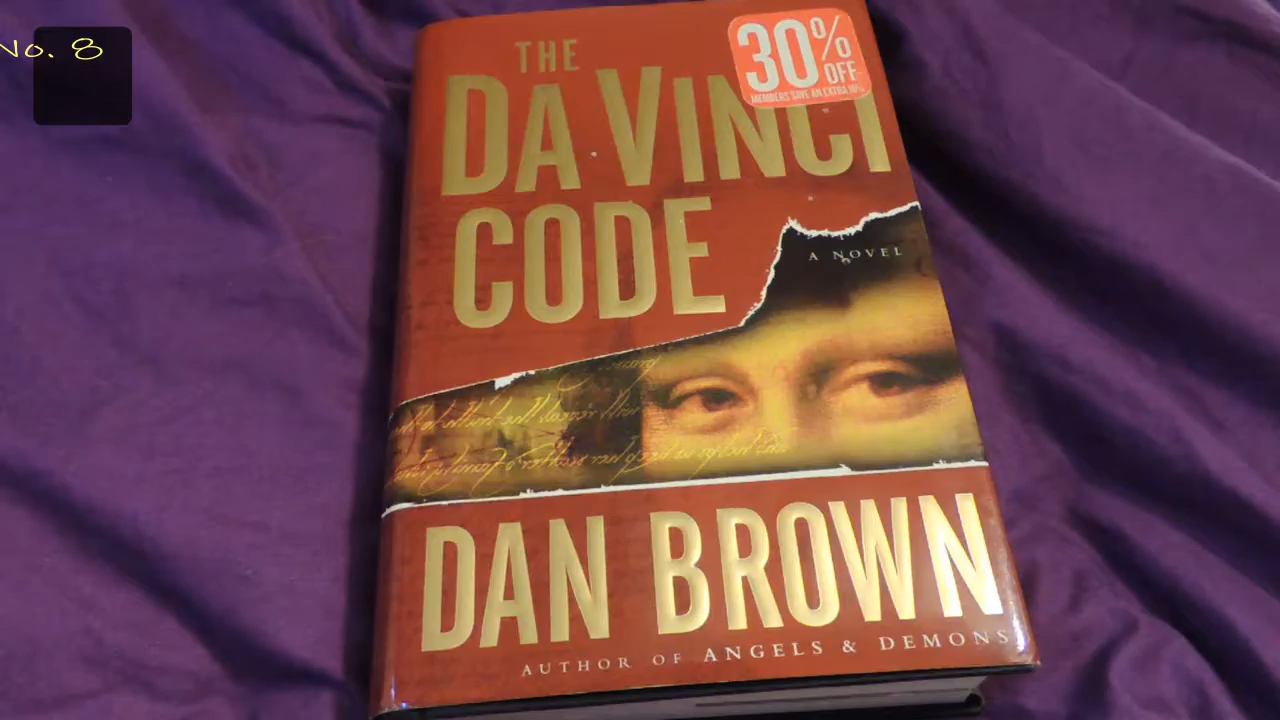 No. 8
THE
DA VINCI
CODE
30% OFF
MEMBERS SAVE AN EXTRA 10%
A NOVEL
DAN BROWN
AUTHOR OF ANGELS & DEMONS